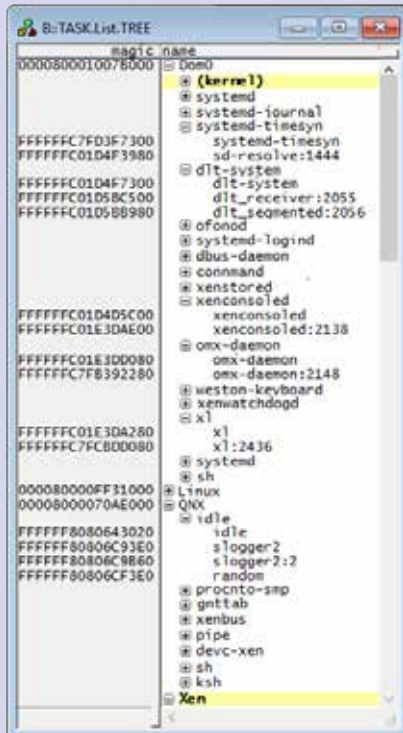 B::TASK.List.TREE
magic name
0000800010078000 Dom0
(kernel)
systemd
systemd-journal
systemd-timesyn
FFFFFFC7FD3F7300 systemd-timesyn
FFFFFFC01D4F3980 sd-resolve:1444
dlt-system
FFFFFFC01D4F7300 dlt-system
FFFFFFC01D5BC500 dlt_receiver:2055
FFFFFFC01D5BB980 dlt_segmented:2056
ofonod
systemd-logind
dbus-daemon
connmand
xenstored
xenconsoled
FFFFFFC01D4D5C00 xenconsoled
FFFFFFC01E3DAE00 xenconsoled:2138
omx-daemon
FFFFFFC01E3DD080 omx-daemon
FFFFFFC7FB392280 omx-daemon:2148
weston-keyboard
xenwatchdogd
xl
FFFFFFC01E3DA280 xl
FFFFFFC7FCBDD080 xl:2436
systemd
sh
000080000FF31000 Linux
00008000070AE000 QNX
idle
FFFFFF8080643020 idle
FFFFFF80806C93E0 slogger2
FFFFFF80806C9B60 slogger2:2
FFFFFF80806CF3E0 random
procnto-smp
gnttab
xenbus
pipe
devc-xen
sh
ksh
Xen